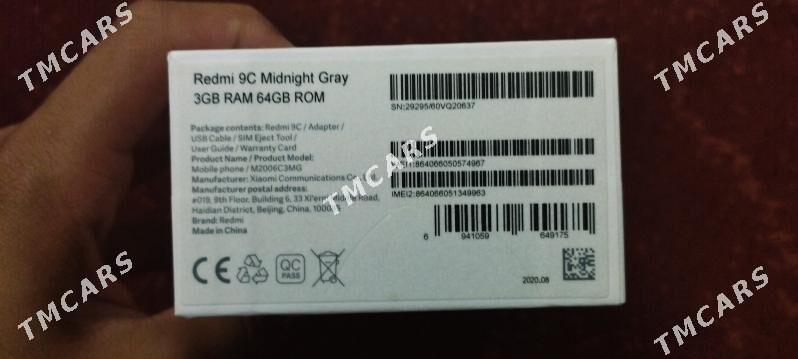 TMCARS
TMCARS
TMCARS
Redmi 9C Midnight Gray
3GB RAM 64GB ROM
SN:29295/60VQ20637
Package contents: Redmi 9C / Adapter /
USB Cable / SIM Eject Tool /
User Guide / Warranty Card
Product Name / Product Model:
Mobile phone / M2006C3MG
Manufacturer: Xiaomi Communications Co., Ltd.
Manufacturer postal address:
#019, 9th Floor, Building 6, 33 Xi'erqi Middle Road,
Haidian District, Beijing, China, 100085
Brand: Redmi
Made in China
:864066050574967
IMEI2:864066051349963
TMCARS
6 941059 649175
CE
QC
PASS
2020.08
TMCARS
TMCARS
TMCARS